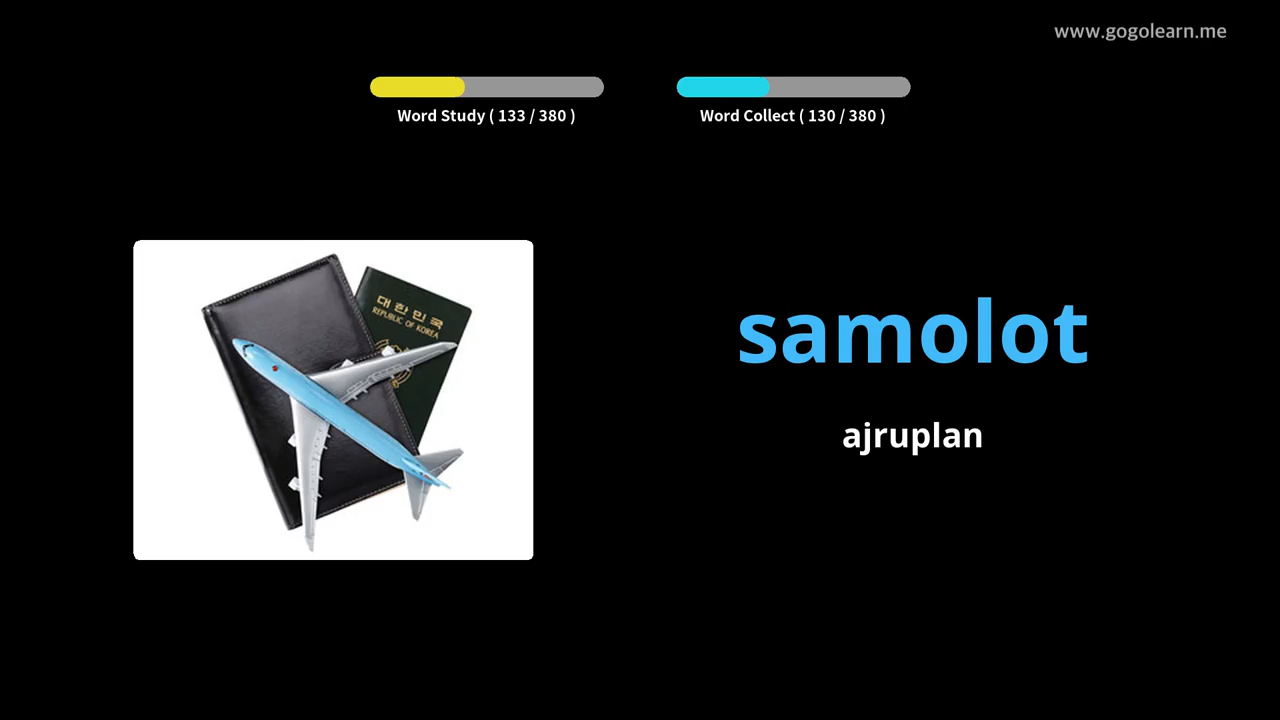 www.gogolearn.me
Word Study ( 133 / 380 )
Word Collect ( 130 / 380 )
대한민국
REPUBLIC OF KOREA
samolot
ajruplan